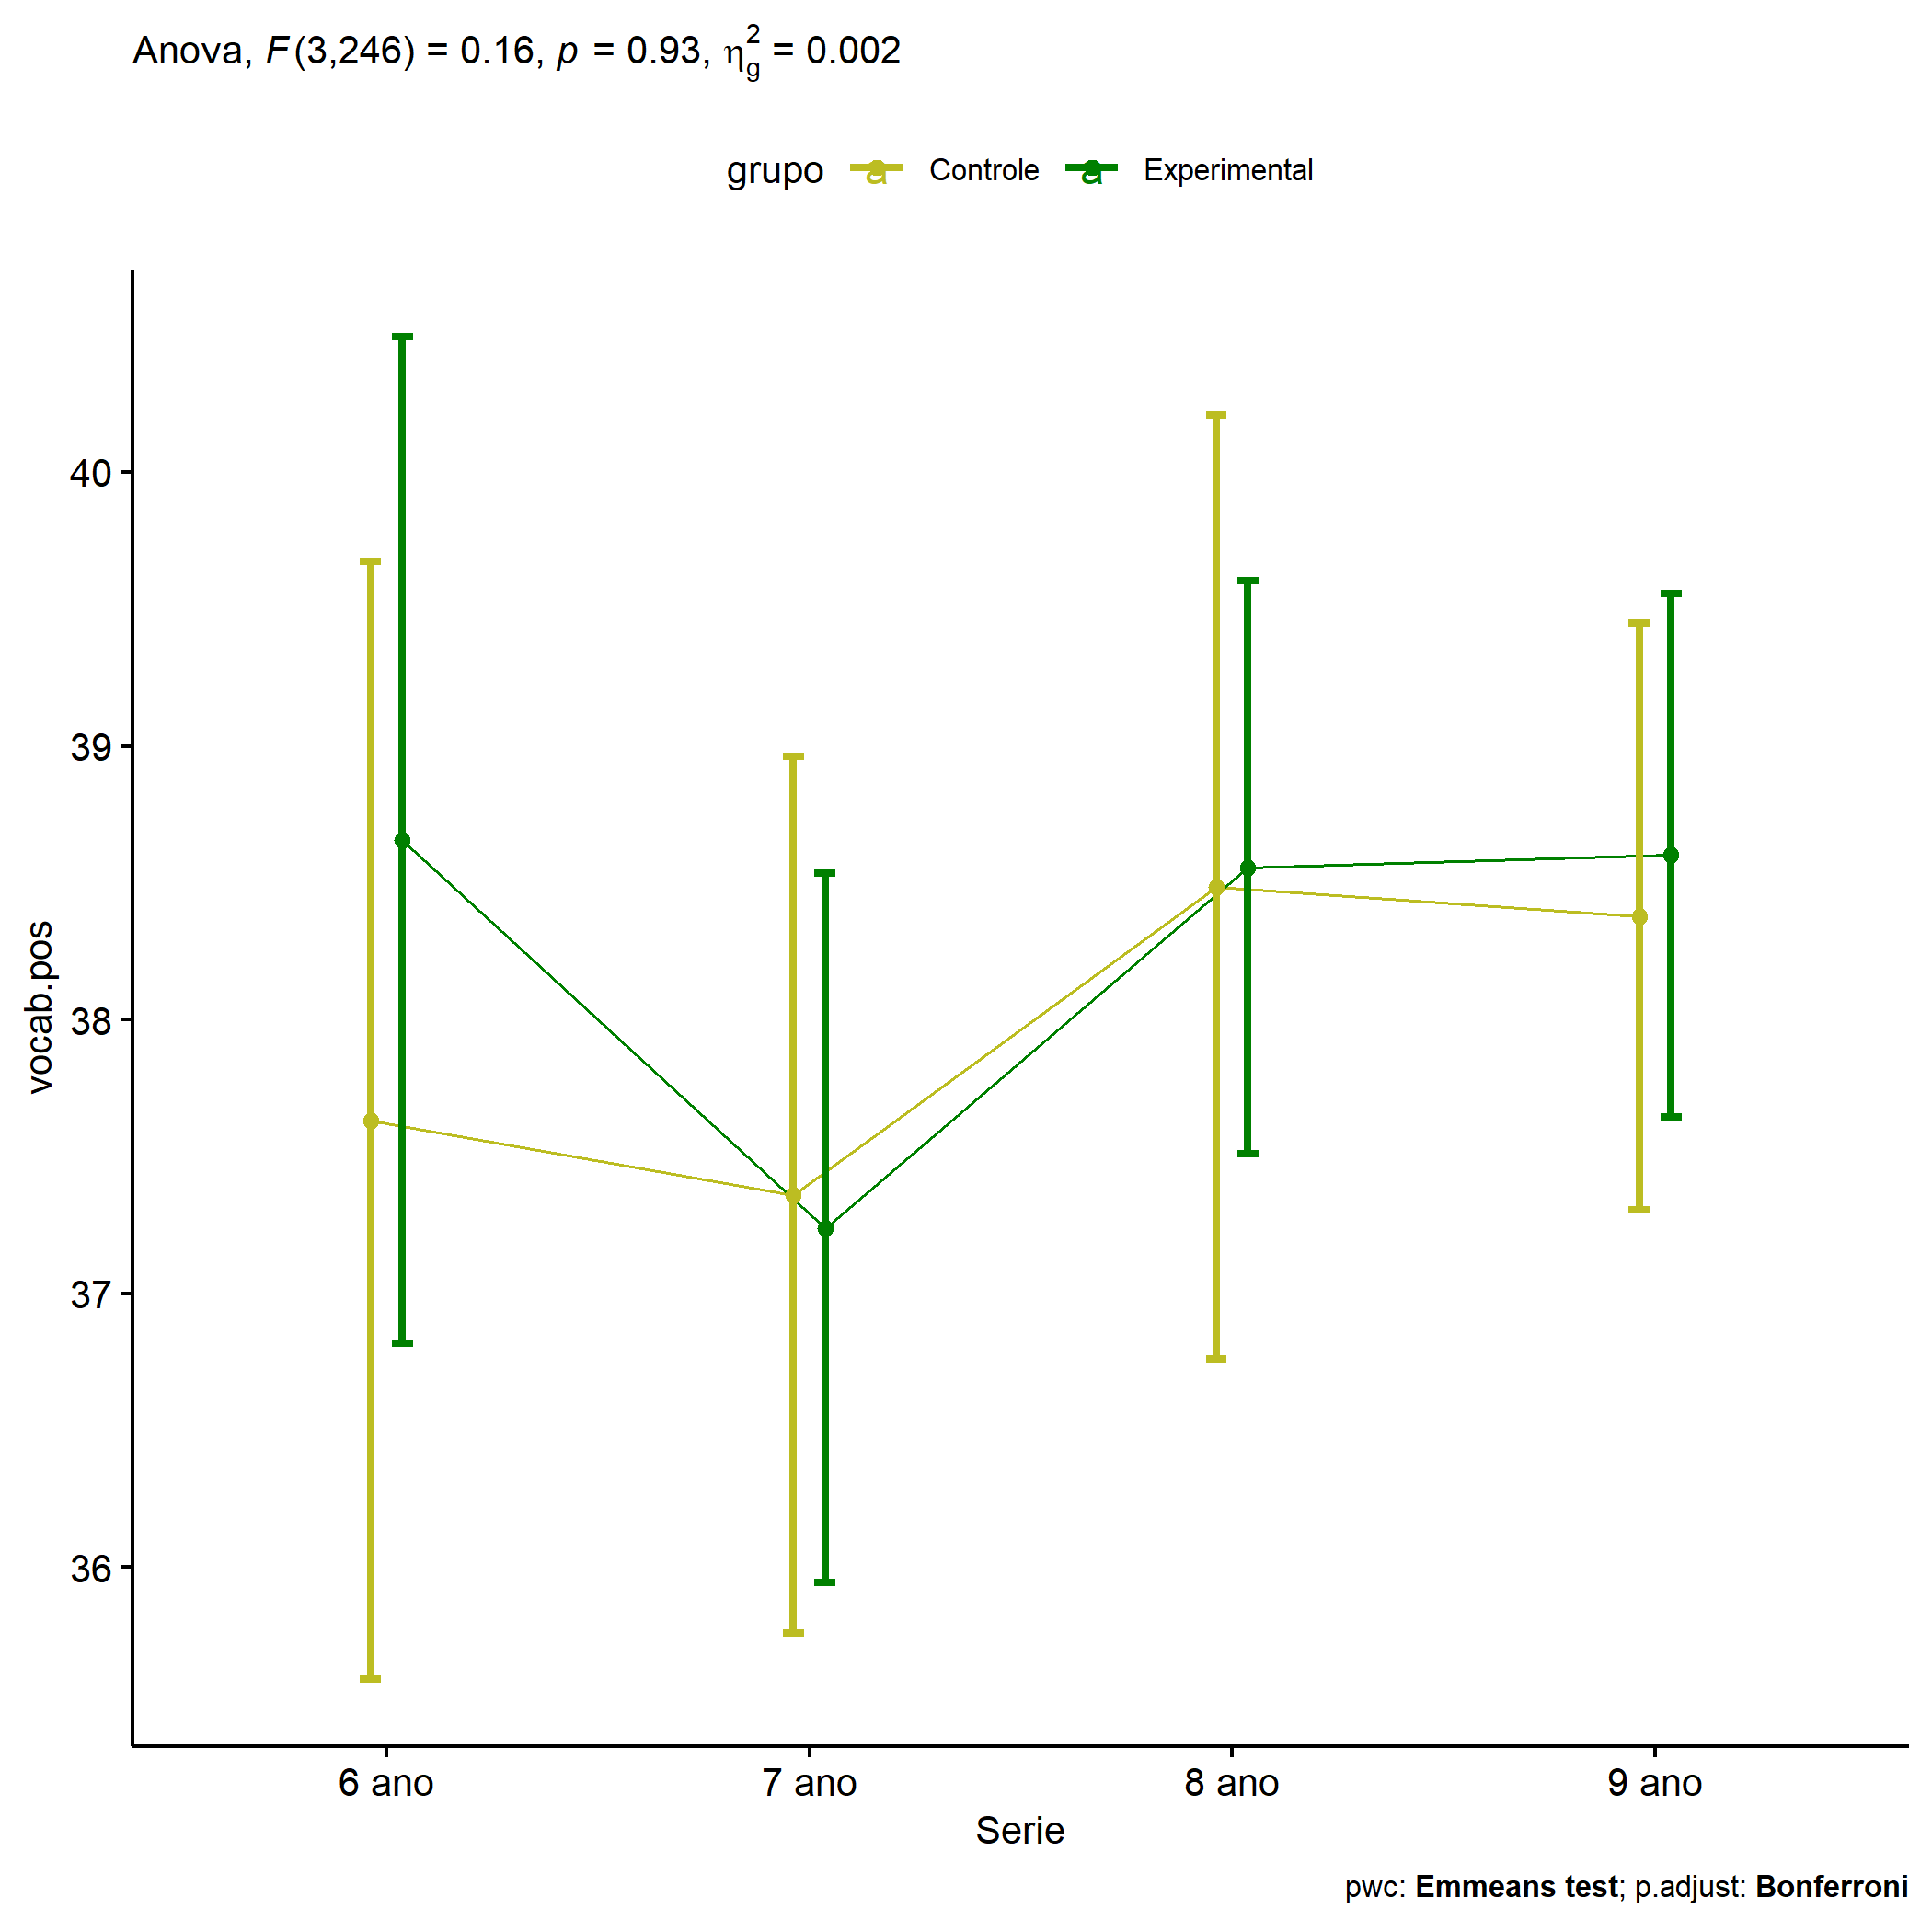 Anova, F(3,246) = 0.16, p = 0.93, η²g = 0.002
grupo a Controle a Experimental
40
39
38
37
36
vocab.pos
6 ano 7 ano 8 ano 9 ano
Serie
pwc: Emmeans test; p.adjust: Bonferroni